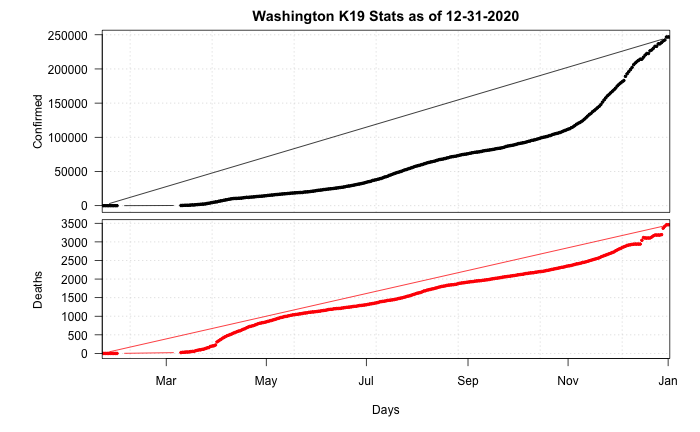 Washington K19 Stats as of 12-31-2020
Confirmed
250000
200000
150000
100000
50000
0
Deaths
3500
3000
2500
2000
1500
1000
500
0
Mar May Jul Sep Nov Jan
Days